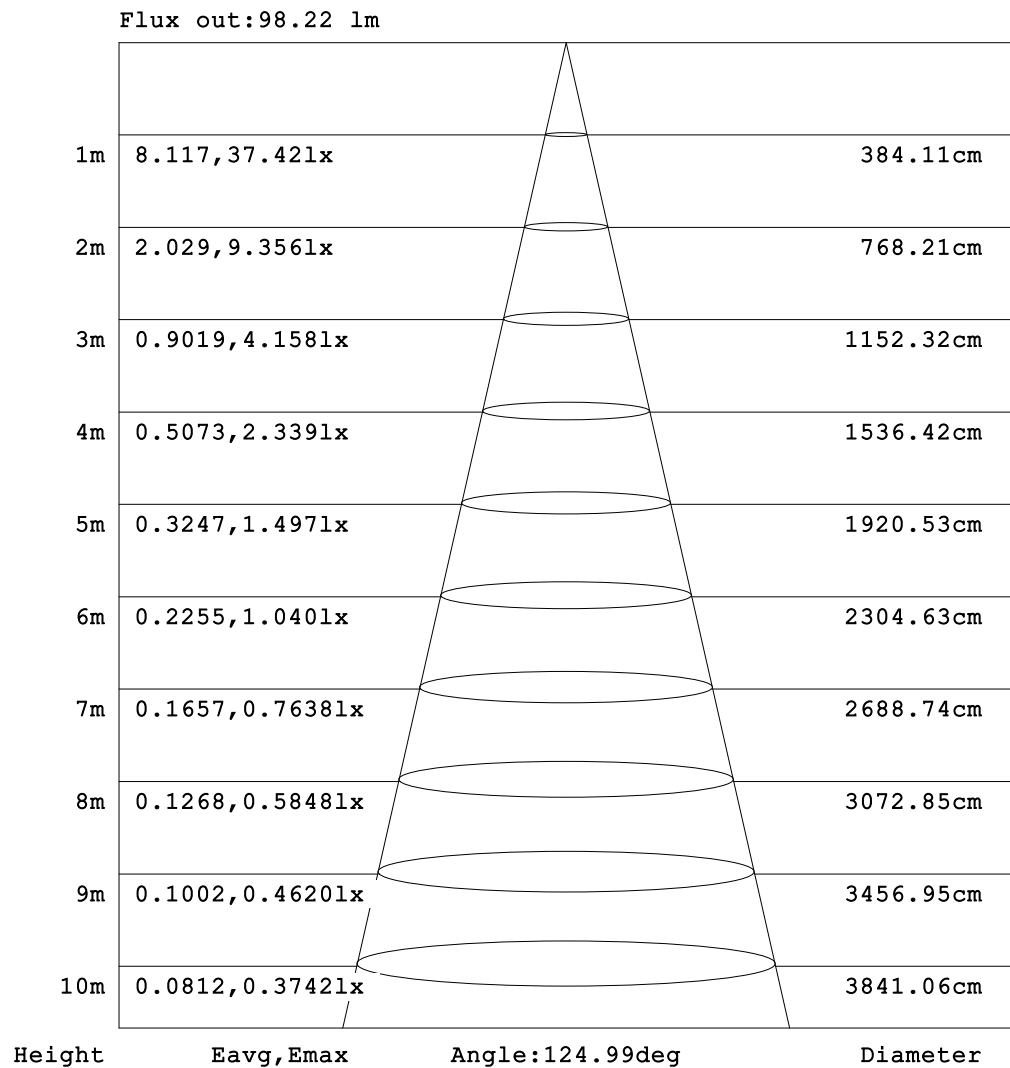 Flux out:98.22 lm
1m 8.117,37.42lx 384.11cm
2m 2.029,9.356lx 768.21cm
3m 0.9019,4.158lx 1152.32cm
4m 0.5073,2.339lx 1536.42cm
5m 0.3247,1.497lx 1920.53cm
6m 0.2255,1.040lx 2304.63cm
7m 0.1657,0.7638lx 2688.74cm
8m 0.1268,0.5848lx 3072.85cm
9m 0.1002,0.4620lx 3456.95cm
10m 0.0812,0.3742lx 3841.06cm
Height Eavg,Emax Angle:124.99deg Diameter